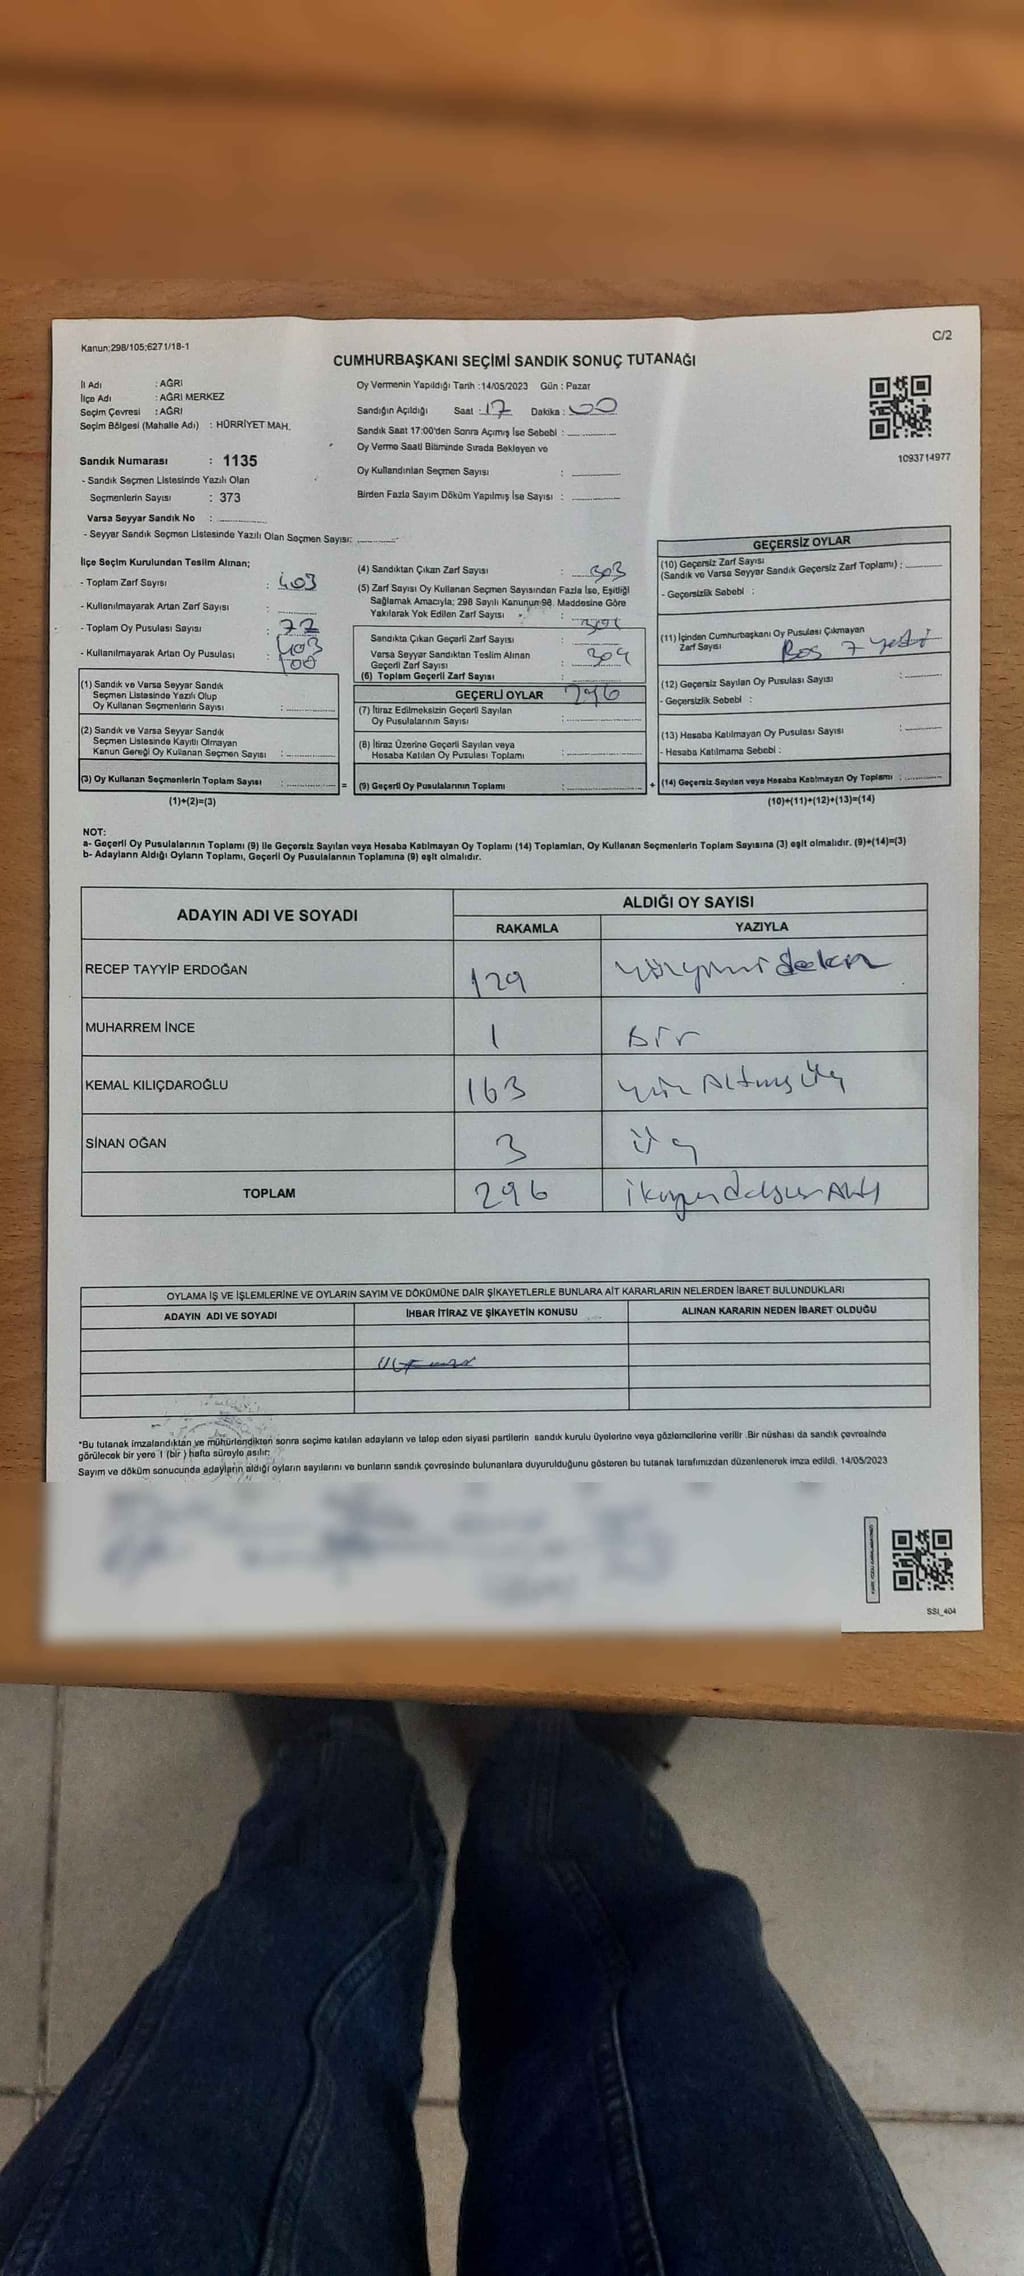 Kanun:298/105;6271/18-1
C/2
CUMHURBAŞKANI SEÇİMİ SANDIK SONUÇ TUTANAĞI
İl Adı : AĞRI
İlçe Adı : AĞRI MERKEZ
Seçim Çevresi : AĞRI
Seçim Bölgesi (Mahalle Adı) : HÜRRİYET MAH.
Sandık Numarası : 1135
- Sandık Seçmen Listesinde Yazılı Olan
Seçmenlerin Sayısı : 373
Varsa Seyyar Sandık No :
- Seyyar Sandık Seçmen Listesinde Yazılı Olan Seçmen Sayısı:
Oy Vermenin Yapıldığı Tarih :14/05/2023 Gün : Pazar
Sandığın Açıldığı Saat : 17 Dakika : 00
Sandık Saat 17:00'den Sonra Açımış İse Sebebi :
Oy Verme Saati Bitiminde Sırada Bekleyen ve
Oy Kullandırılan Seçmen Sayısı :
Birden Fazla Sayım Döküm Yapılmış İse Sayısı :
1093714977
İlçe Seçim Kurulundan Teslim Alınan;
- Toplam Zarf Sayısı : 403
- Kullanılmayarak Artan Zarf Sayısı :
- Toplam Oy Pusulası Sayısı : 77
403
- Kullanılmayarak Artan Oy Pusulası : 100
(1) Sandık ve Varsa Seyyar Sandık
Seçmen Listesinde Yazılı Olup
Oy Kullanan Seçmenlerin Sayısı :
(2) Sandık ve Varsa Seyyar Sandık
Seçmen Listesinde Kayıtlı Olmayan
Kanun Gereği Oy Kullanan Seçmen Sayısı :
(3) Oy Kullanan Seçmenlerin Toplam Sayısı :
(1)+(2)=(3)
(4) Sandıktan Çıkan Zarf Sayısı : 303
(5) Zarf Sayısı Oy Kullanan Seçmen Sayısından Fazla İse, Eşitliği
Sağlamak Amacıyla; 298 Sayılı Kanunun 98. Maddesine Göre
Yakılarak Yok Edilen Zarf Sayısı :
Sandıkta Çıkan Geçerli Zarf Sayısı :
Varsa Seyyar Sandıktan Teslim Alınan
Geçerli Zarf Sayısı : 304
(6) Toplam Geçerli Zarf Sayısı :
GEÇERLİ OYLAR 296
(7) İtiraz Edilmeksizin Geçerli Sayılan
Oy Pusulalarının Sayısı :
(8) İtiraz Üzerine Geçerli Sayılan veya
Hesaba Katılan Oy Pusulası Toplamı :
= (9) Geçerli Oy Pusulalarının Toplamı :
GEÇERSİZ OYLAR
(10) Geçersiz Zarf Sayısı
(Sandık ve Varsa Seyyar Sandık Geçersiz Zarf Toplamı) :
- Geçersizlik Sebebi :
(11) İçinden Cumhurbaşkanı Oy Pusulası Çıkmayan
Zarf Sayısı Boş 7 yedi
(12) Geçersiz Sayılan Oy Pusulası Sayısı :
- Geçersizlik Sebebi :
(13) Hesaba Katılmayan Oy Pusulası Sayısı :
- Hesaba Katılmama Sebebi :
+ (14) Geçersiz Sayılan veya Hesaba Katılmayan Oy Toplamı :
(10)+(11)+(12)+(13)=(14)
NOT:
a- Geçerli Oy Pusulalarının Toplamı (9) ile Geçersiz Sayılan veya Hesaba Katılmayan Oy Toplamı (14) Toplamları, Oy Kullanan Seçmenlerin Toplam Sayısına (3) eşit olmalıdır. (9)+(14)=(3)
b- Adayların Aldığı Oyların Toplamı, Geçerli Oy Pusulalarının Toplamına (9) eşit olmalıdır.
ADAYIN ADI VE SOYADI ALDIĞI OY SAYISI
RAKAMLA YAZIYLA
RECEP TAYYİP ERDOĞAN 129
MUHARREM İNCE 1 Bir
KEMAL KILIÇDAROĞLU 163 yüz Altmış üç
SİNAN OĞAN 3 üç
TOPLAM 296 ikiyüzdoksanAltı
OYLAMA İŞ VE İŞLEMLERİNE VE OYLARIN SAYIM VE DÖKÜMÜNE DAİR ŞİKAYETLERLE BUNLARA AİT KARARLARIN NELERDEN İBARET BULUNDUKLARI
ADAYIN ADI VE SOYADI İHBAR İTİRAZ VE ŞİKAYETİN KONUSU ALINAN KARARIN NEDEN İBARET OLDUĞU
*Bu tutanak imzalandıktan ve mühürlendikten sonra seçime katılan adayların ve talep eden siyasi partilerin sandık kurulu üyelerine veya gözlemcilerine verilir .Bir nüshası da sandık çevresinde
görülecek bir yere 1 (bir ) hafta süreyle asılır.
Sayım ve döküm sonucunda adayların aldığı oyların sayılarını ve bunların sandık çevresinde bulunanlara duyurulduğunu gösteren bu tutanak tarafımızdan düzenlenerek imza edildi. 14/05/2023
SSI_404